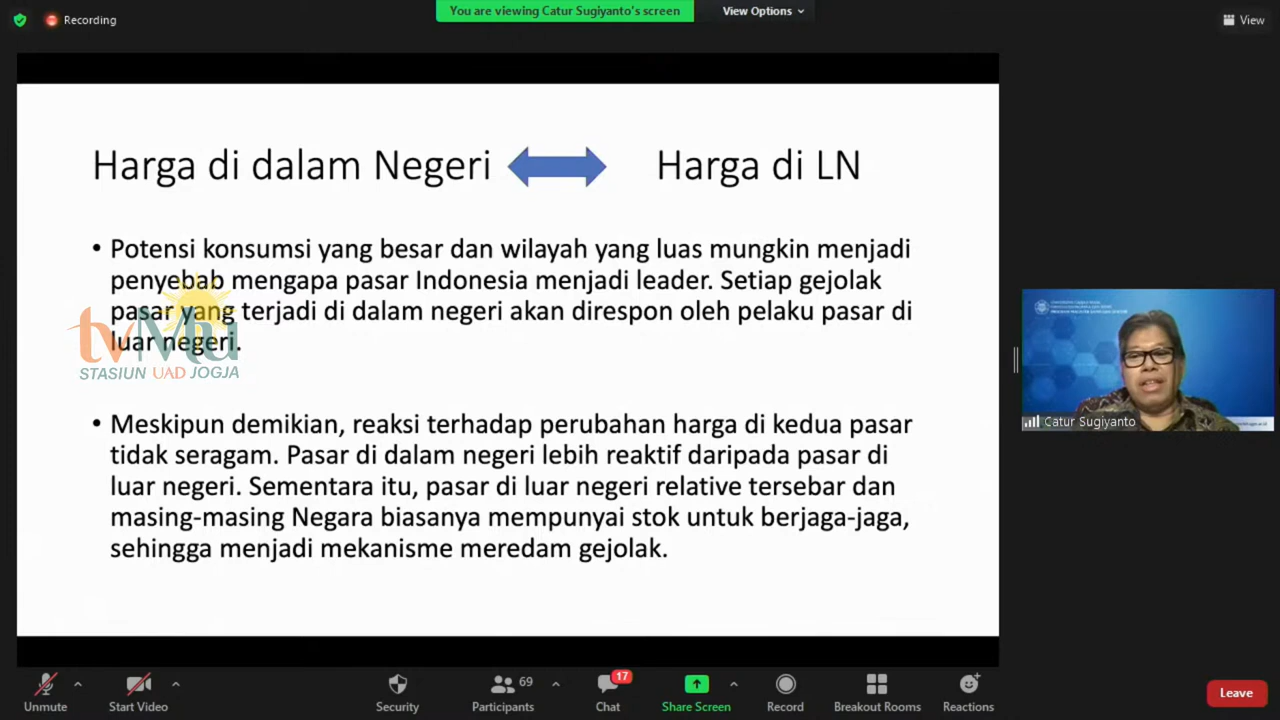 Recording
You are viewing Catur Sugiyanto's screen
View Options
View
Harga di dalam Negeri
Harga di LN
• Potensi konsumsi yang besar dan wilayah yang luas mungkin menjadi
penyebab mengapa pasar Indonesia menjadi leader. Setiap gejolak
pasar yang terjadi di dalam negeri akan direspon oleh pelaku pasar di
luar negeri.
tvMu
STASIUN UAD JOGJA
• Meskipun demikian, reaksi terhadap perubahan harga di kedua pasar
tidak seragam. Pasar di dalam negeri lebih reaktif daripada pasar di
luar negeri. Sementara itu, pasar di luar negeri relative tersebar dan
masing-masing Negara biasanya mempunyai stok untuk berjaga-jaga,
sehingga menjadi mekanisme meredam gejolak.
Catur Sugiyanto
Unmute
Start Video
Security
69
Participants
17
Chat
Share Screen
Record
Breakout Rooms
Reactions
Leave